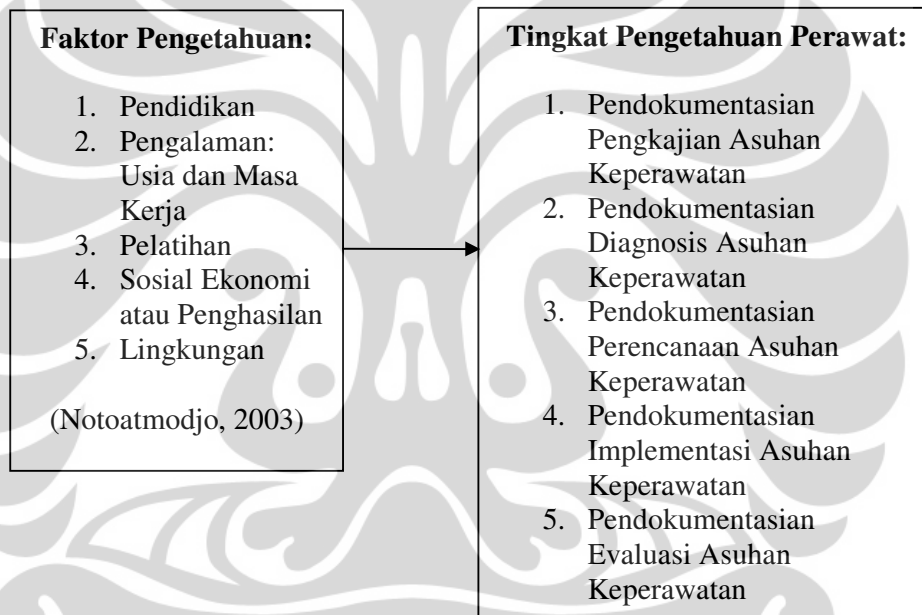 Faktor Pengetahuan:
1. Pendidikan
2. Pengalaman:
Usia dan Masa
Kerja
3. Pelatihan
4. Sosial Ekonomi
atau Penghasilan
5. Lingkungan
(Notoatmodjo, 2003)
Tingkat Pengetahuan Perawat:
1. Pendokumentasian
Pengkajian Asuhan
Keperawatan
2. Pendokumentasian
Diagnosis Asuhan
Keperawatan
3. Pendokumentasian
Perencanaan Asuhan
Keperawatan
4. Pendokumentasian
Implementasi Asuhan
Keperawatan
5. Pendokumentasian
Evaluasi Asuhan
Keperawatan